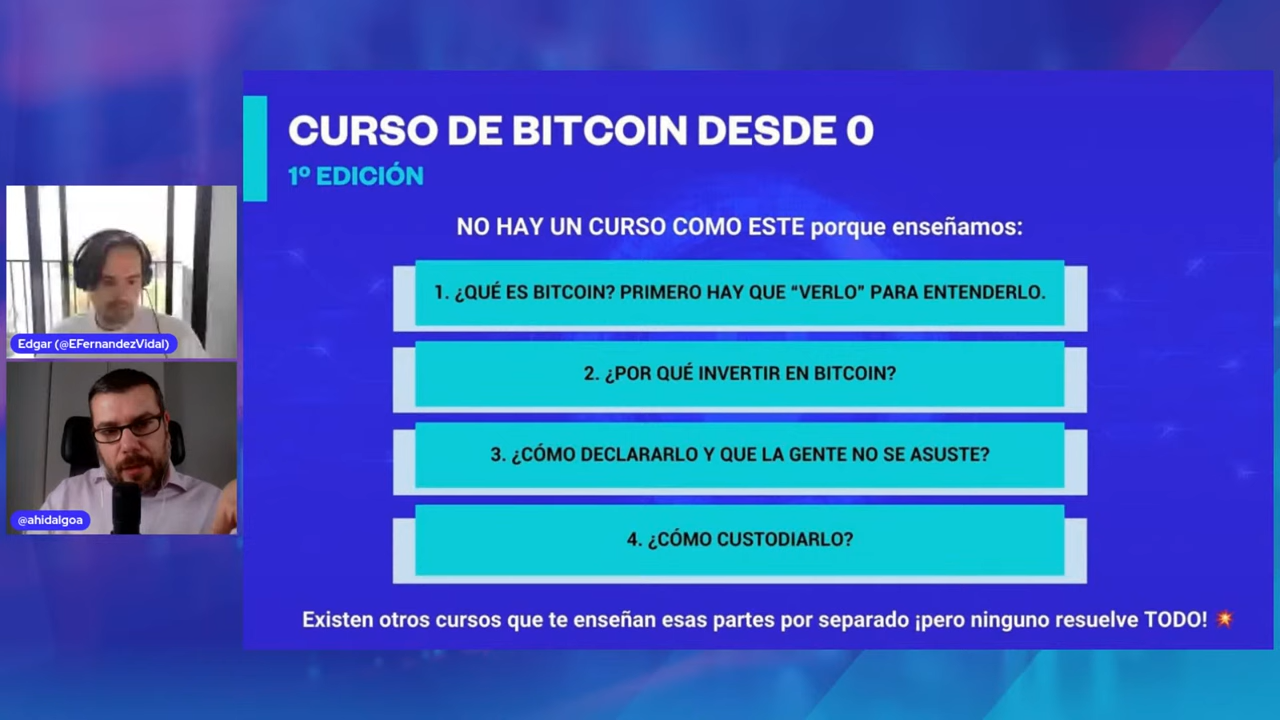 CURSO DE BITCOIN DESDE 0
1º EDICIÓN
NO HAY UN CURSO COMO ESTE porque enseñamos:
1. ¿QUÉ ES BITCOIN? PRIMERO HAY QUE “VERLO” PARA ENTENDERLO.
2. ¿POR QUÉ INVERTIR EN BITCOIN?
3. ¿CÓMO DECLARARLO Y QUE LA GENTE NO SE ASUSTE?
4. ¿CÓMO CUSTODIARLO?
Existen otros cursos que te enseñan esas partes por separado ¡pero ninguno resuelve TODO! 💥
Edgar (@EFernandezVidal)
@ahidalgoa